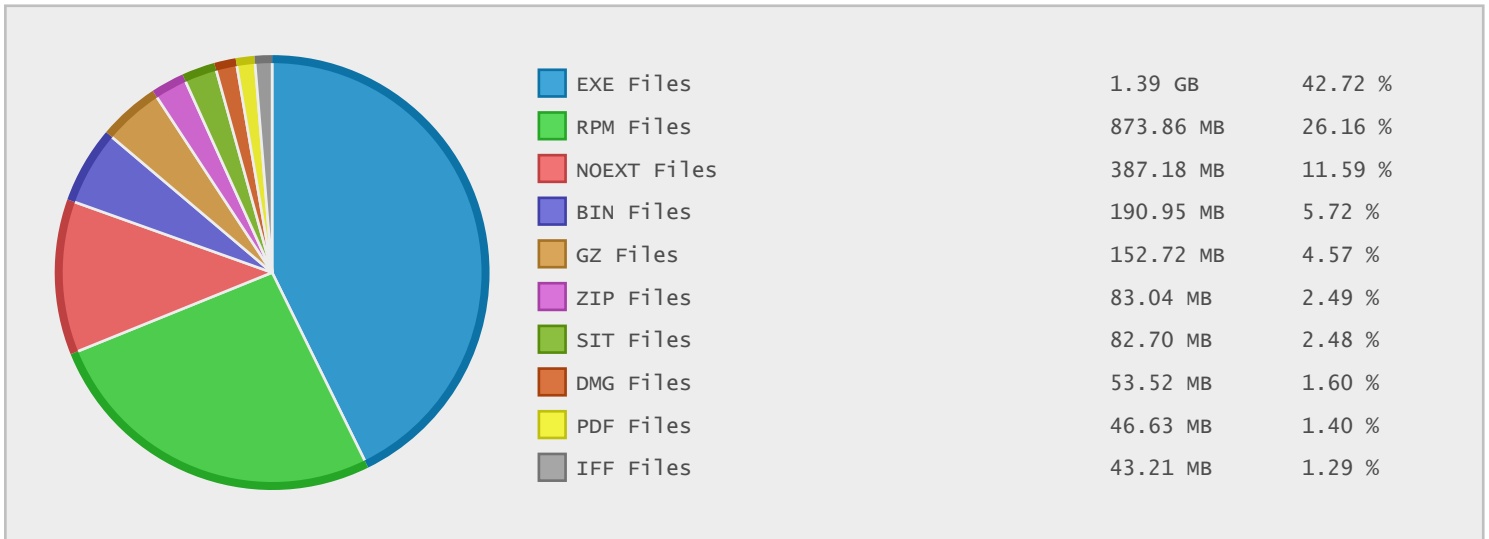 EXE Files 1.39 GB 42.72 %
RPM Files 873.86 MB 26.16 %
NOEXT Files 387.18 MB 11.59 %
BIN Files 190.95 MB 5.72 %
GZ Files 152.72 MB 4.57 %
ZIP Files 83.04 MB 2.49 %
SIT Files 82.70 MB 2.48 %
DMG Files 53.52 MB 1.60 %
PDF Files 46.63 MB 1.40 %
IFF Files 43.21 MB 1.29 %